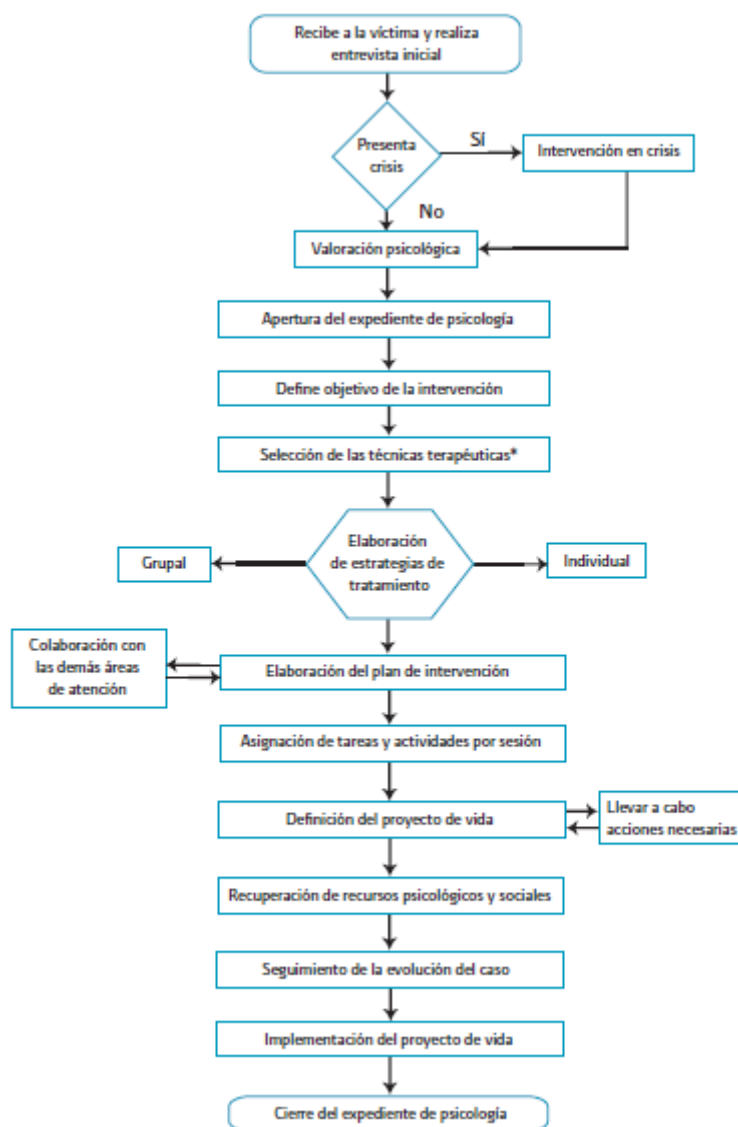 Recibe a la víctima y realiza
entrevista inicial
Presenta
crisis
Sí
Intervención en crisis
No
Valoración psicológica
Apertura del expediente de psicología
Define objetivo de la intervención
Selección de las técnicas terapéuticas*
Elaboración
de estrategias de
tratamiento
Grupal
Individual
Colaboración con
las demás áreas
de atención
Elaboración del plan de intervención
Asignación de tareas y actividades por sesión
Definición del proyecto de vida
Llevar a cabo
acciones necesarias
Recuperación de recursos psicológicos y sociales
Seguimiento de la evolución del caso
Implementación del proyecto de vida
Cierre del expediente de psicología